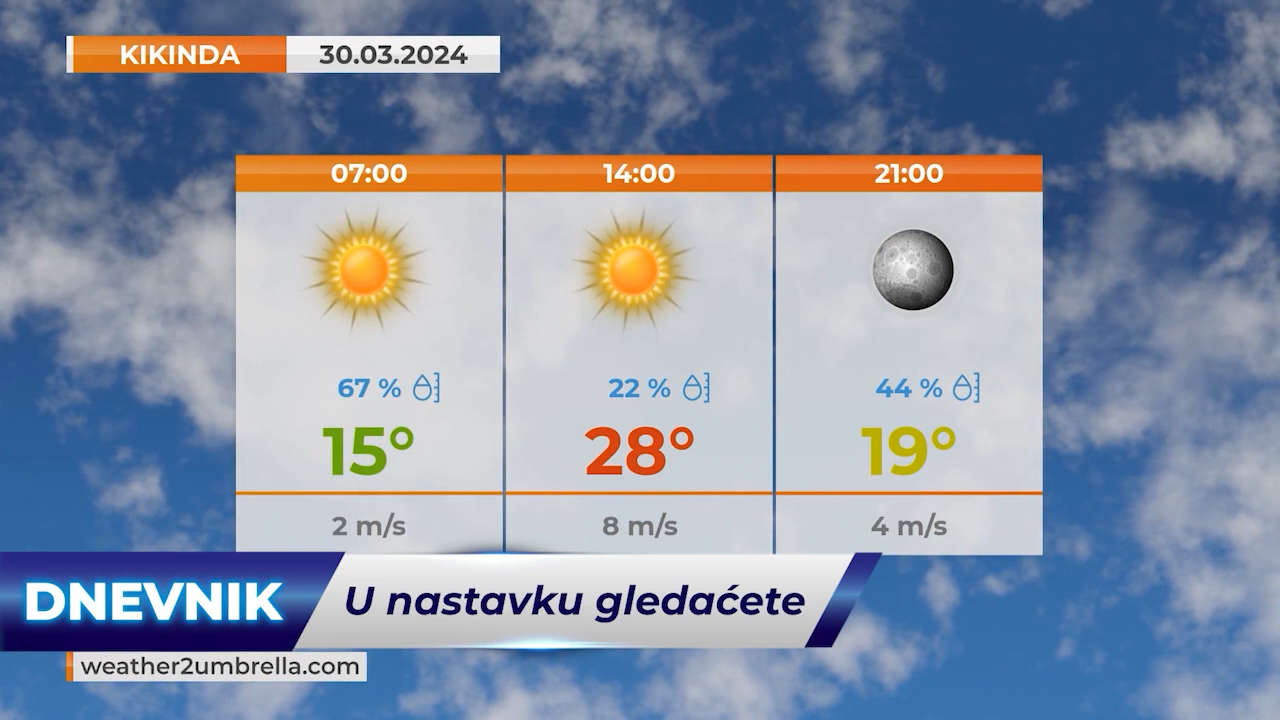 KIKINDA 30.03.2024
07:00 14:00 21:00
67 % 22 % 44 %
15° 28° 19°
2 m/s 8 m/s 4 m/s
DNEVNIK U nastavku gledaćete
weather2umbrella.com